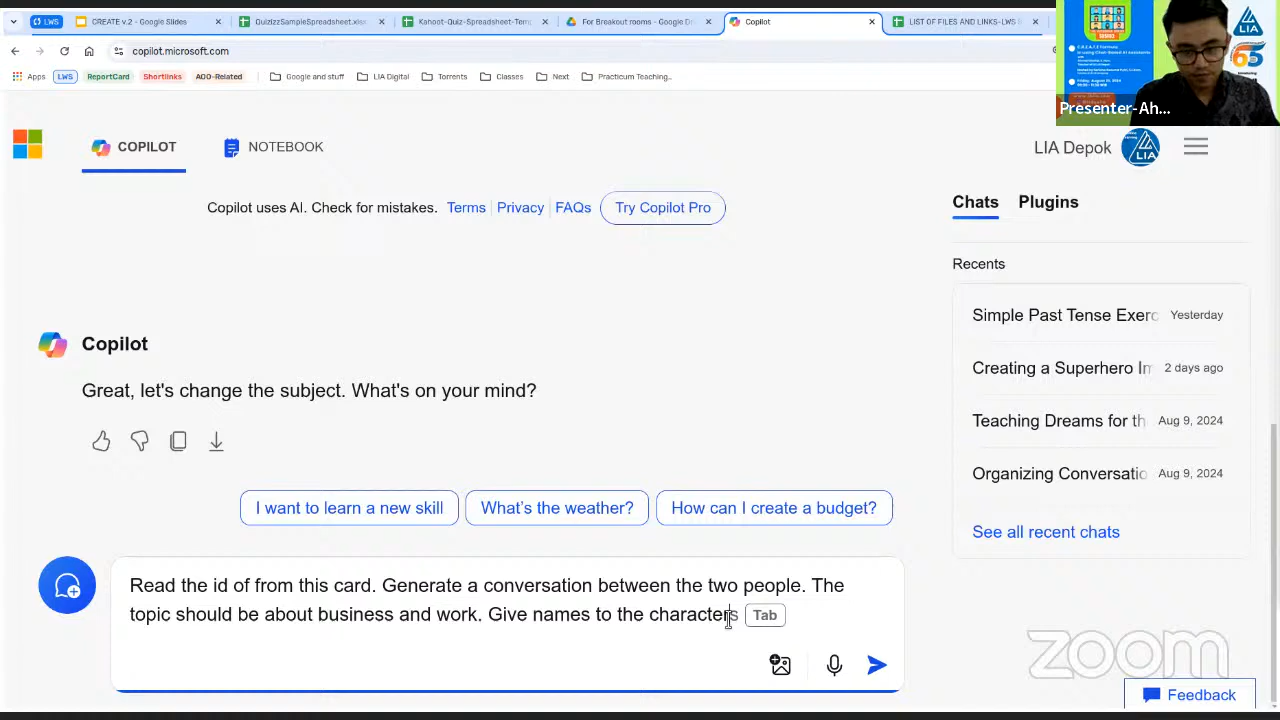 LWS
CREATE v.2 - Google Slides
QuizizzSampleSpreadsheet.xlsx
Kahoot-Quiz-Spreadsheet-Tem
For Breakout rooms - Google Dr
Copilot
LIST OF FILES AND LINKS-LWS
copilot.microsoft.com
Apps
LWS
ReportCard
Shortlinks
AOO-Related
Google and stuff
UniDigital
Torrents
Classes
iNext
Practicum Teaching...
LIA
65
Presenter-Ah...
COPILOT
NOTEBOOK
LIA Depok
LIA
Copilot uses AI. Check for mistakes.
Terms
Privacy
FAQs
Try Copilot Pro
Chats
Plugins
Recents
Simple Past Tense Exerc
Yesterday
Creating a Superhero Im
2 days ago
Teaching Dreams for th
Aug 9, 2024
Organizing Conversatio
Aug 9, 2024
See all recent chats
Copilot
Great, let's change the subject. What's on your mind?
I want to learn a new skill
What's the weather?
How can I create a budget?
Read the id of from this card. Generate a conversation between the two people. The
topic should be about business and work. Give names to the characters
Tab
zoom
Feedback